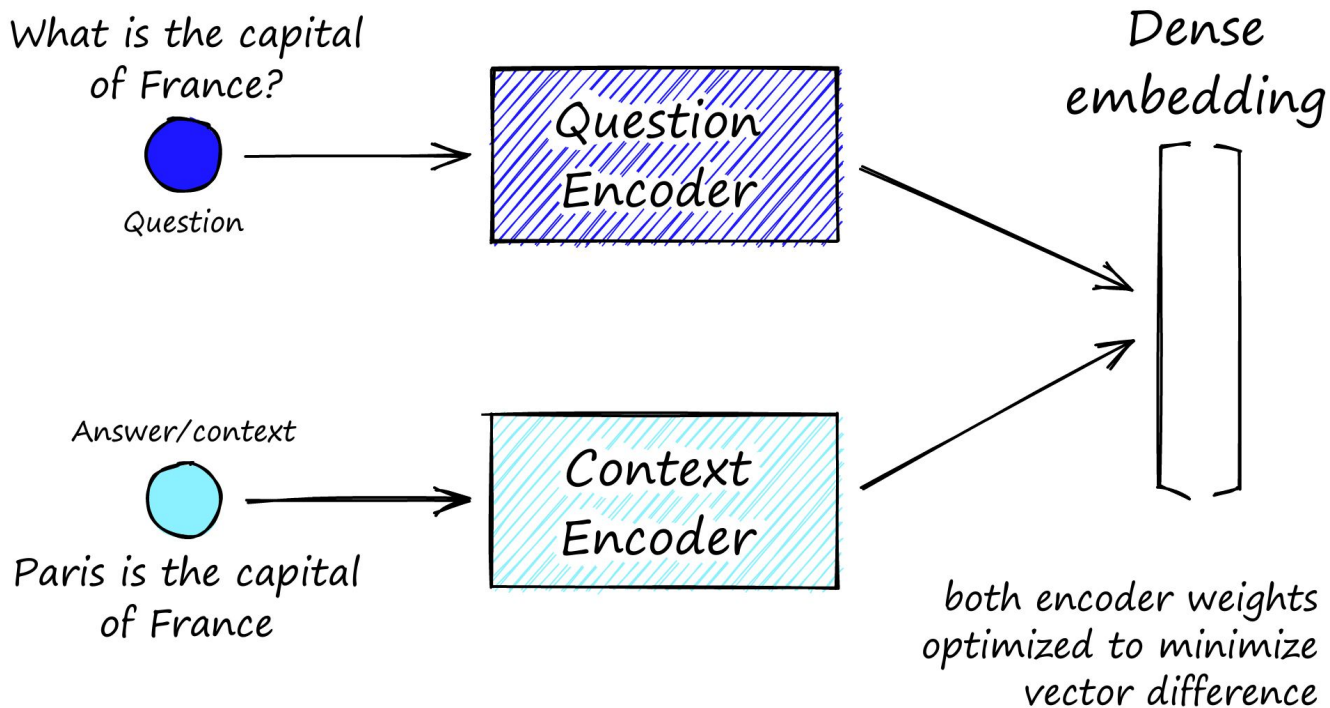 What is the capital
of France?
Question
Question
Encoder
Dense
embedding
Answer/context
Paris is the capital
of France
Context
Encoder
both encoder weights
optimized to minimize
vector difference